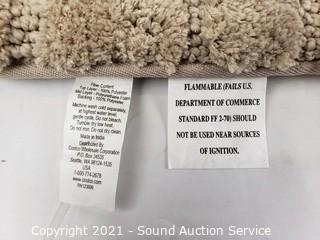 Fiber Content
Top Layer - 100% Polyester
Mid Layer - Polyurethane Foam
Backing - 100% Polyester
Machine wash cold separately
at highest water level,
gentle cycle. Do not bleach.
Tumble dry low heat.
Do not iron.
Made in India
Distributed By:
Costco Wholesale Corporation
P.O. Box 34535
Seattle, WA 98124-1535
USA
1-800-774-2678
www.costco.com
FLAMMABLE (FAILS U.S.
DEPARTMENT OF COMMERCE
STANDARD FF 2-70) SHOULD
NOT BE USED NEAR SOURCES
OF IGNITION.
Copyright 2021 - Sound Auction Service